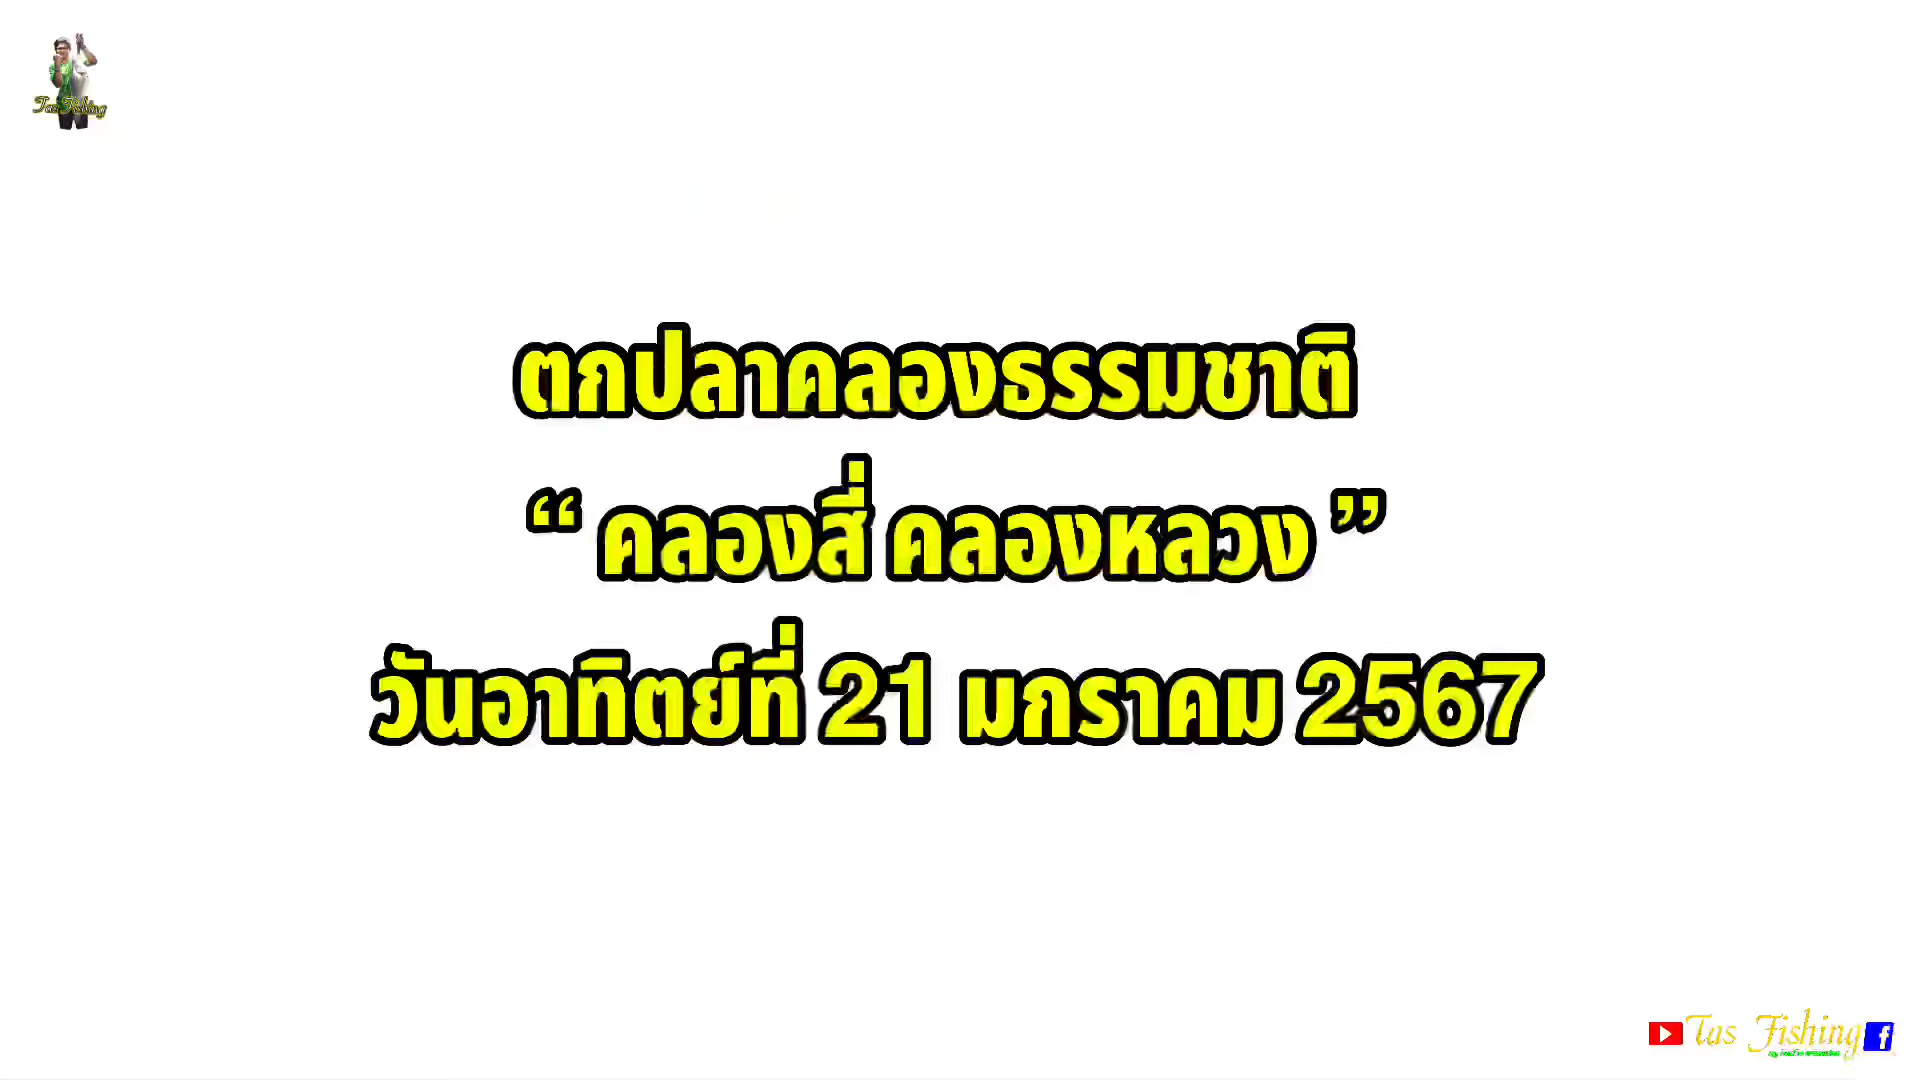 Tas Fishing
ตกปลาคลองธรรมชาติ
“ คลองสี่ คลองหลวง ”
วันอาทิตย์ที่ 21 มกราคม 2567
Tas Fishing